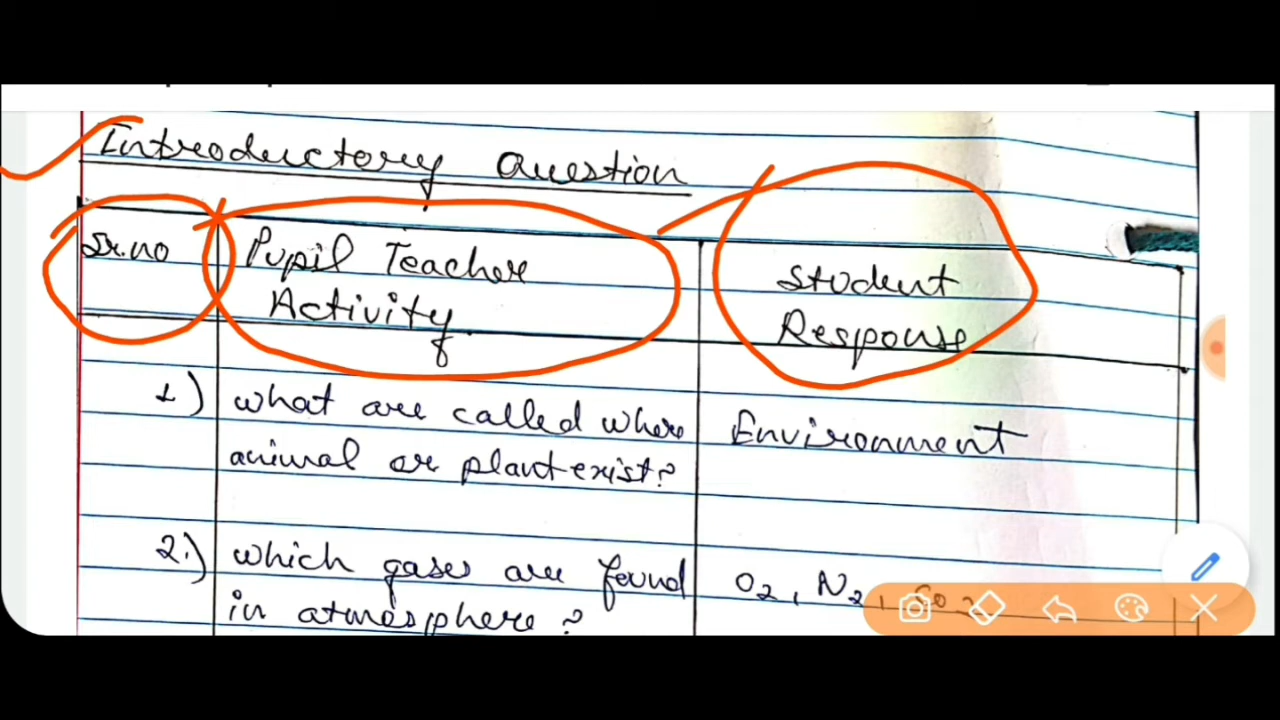 Introductory Question
Sr.no Pupil Teacher Student
Activity Response
1) what are called where Environment
animal or plant exist?
2.) which gases are found O2, N2,
in atmosphere?